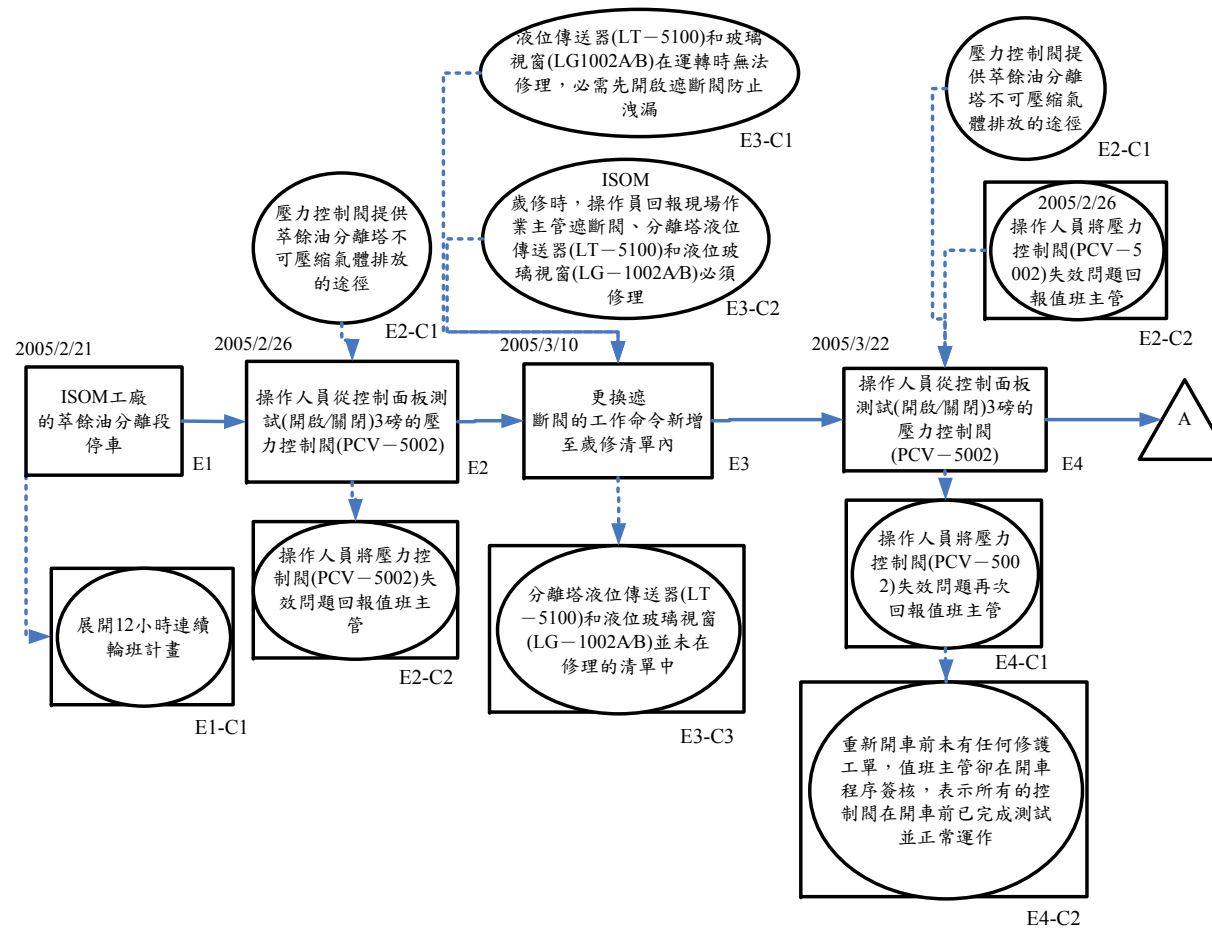 液位傳送器(LT－5100)和玻璃
視窗(LG1002A/B)在運轉時無法
修理，必需先開啟遮斷閥防止
洩漏
E3-C1
壓力控制閥提
供萃餘油分離
塔不可壓縮氣
體排放的途徑
E2-C1
ISOM
歲修時，操作員回報現場作
業主管遮斷閥、分離塔液位
傳送器(LT－5100)和液位玻
璃視窗(LG－1002A/B)必須
修理
E3-C2
壓力控制閥提供
萃餘油分離塔不
可壓縮氣體排放
的途徑
E2-C1
2005/2/26
操作人員將壓力
控制閥(PCV－5
002)失效問題回
報值班主管
E2-C2
2005/2/21
ISOM工廠
的萃餘油分離段
停車
E1
2005/2/26
操作人員從控制面板
測試(開啟/關閉)3磅的壓
力控制閥(PCV－5002)
E2
2005/3/10
更換遮
斷閥的工作命令新增
至歲修清單內
E3
2005/3/22
操作人員從控制面板
測試(開啟/關閉)3磅的
壓力控制閥
(PCV－5002)
E4
A
展開12小時連續
輪班計畫
E1-C1
操作人員將壓力控
制閥(PCV－5002)失
效問題回報值班主
管
E2-C2
分離塔液位傳送器(LT
－5100)和液位玻璃視窗
(LG－1002A/B)並未在
修理的清單中
E3-C3
操作人員將壓力
控制閥(PCV－500
2)失效問題再次
回報值班主管
E4-C1
重新開車前未有任何修護
工單，值班主管卻在開車
程序簽核，表示所有的控
制閥在開車前已完成測試
並正常運作
E4-C2